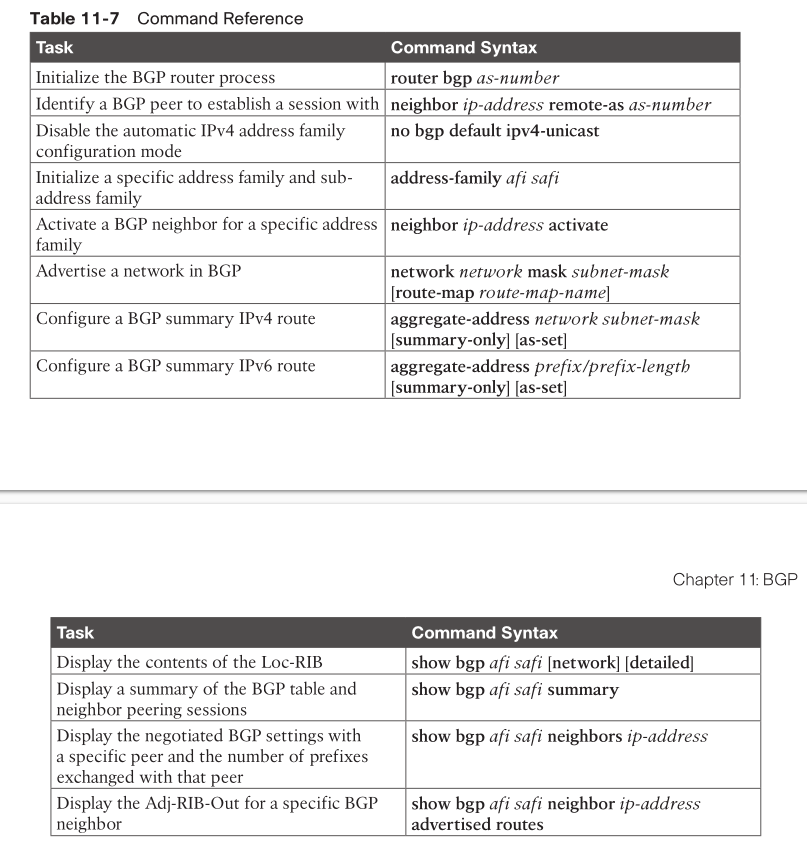 Table 11-7 Command Reference
Task Command Syntax
Initialize the BGP router process router bgp as-number
Identify a BGP peer to establish a session with neighbor ip-address remote-as as-number
Disable the automatic IPv4 address family no bgp default ipv4-unicast
configuration mode
Initialize a specific address family and sub- address-family afi safi
address family
Activate a BGP neighbor for a specific address neighbor ip-address activate
family
Advertise a network in BGP network network mask subnet-mask
[route-map route-map-name]
Configure a BGP summary IPv4 route aggregate-address network subnet-mask
[summary-only] [as-set]
Configure a BGP summary IPv6 route aggregate-address prefix/prefix-length
[summary-only] [as-set]
Chapter 11: BGP
Task Command Syntax
Display the contents of the Loc-RIB show bgp afi safi [network] [detailed]
Display a summary of the BGP table and show bgp afi safi summary
neighbor peering sessions
Display the negotiated BGP settings with show bgp afi safi neighbors ip-address
a specific peer and the number of prefixes
exchanged with that peer
Display the Adj-RIB-Out for a specific BGP show bgp afi safi neighbor ip-address
neighbor advertised routes